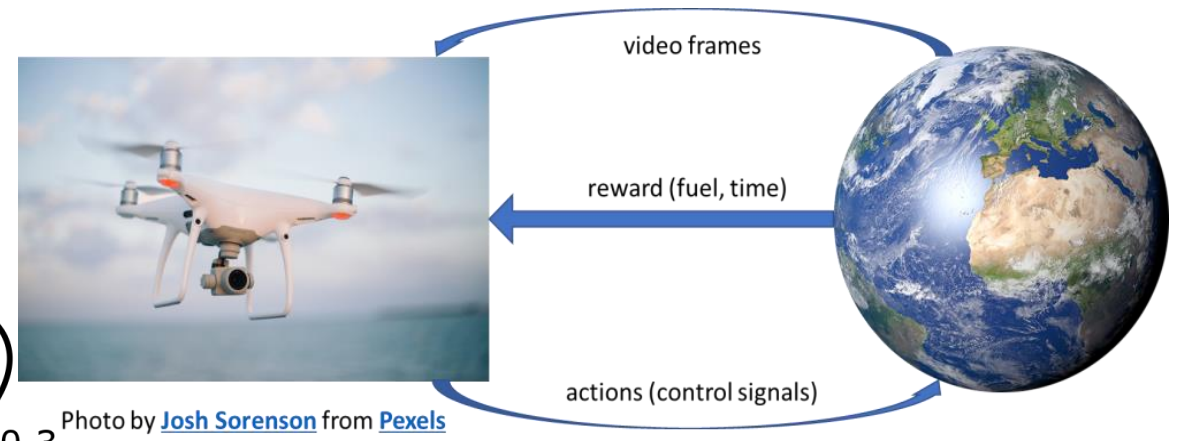 video frames
reward (fuel, time)
actions (control signals)
)
Photo by Josh Sorenson from Pexels